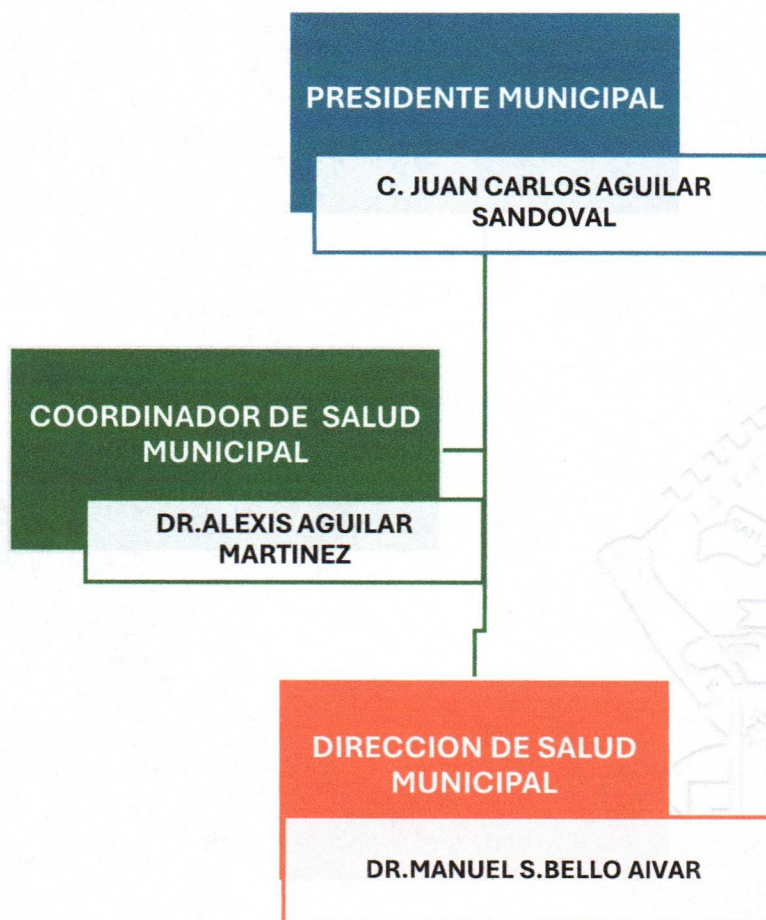 PRESIDENTE MUNICIPAL
C. JUAN CARLOS AGUILAR
SANDOVAL
COORDINADOR DE SALUD
MUNICIPAL
DR.ALEXIS AGUILAR
MARTINEZ
DIRECCION DE SALUD
MUNICIPAL
DR.MANUEL S.BELLO AIVAR